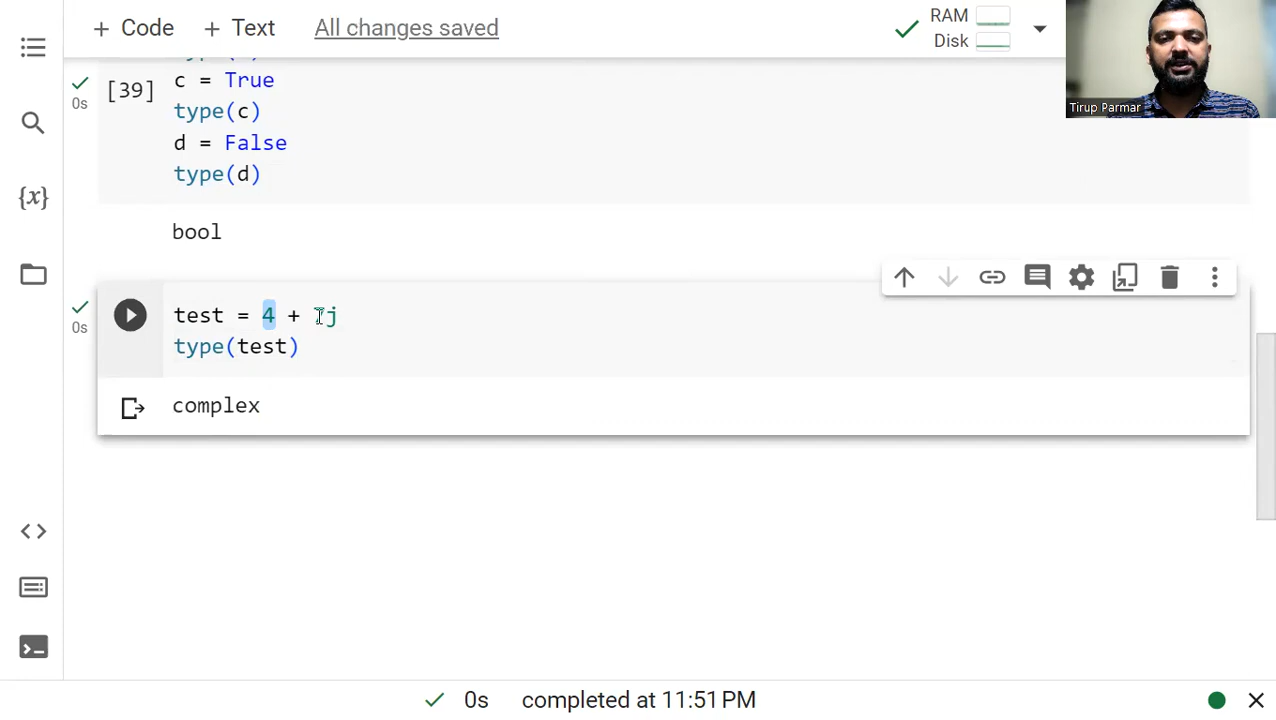 + Code + Text All changes saved
RAM
Disk
Tirup Parmar
0s
[39]
c = True
type(c)
d = False
type(d)
bool
{x}
0s
test = 4 + j
type(test)
complex
0s completed at 11:51 PM